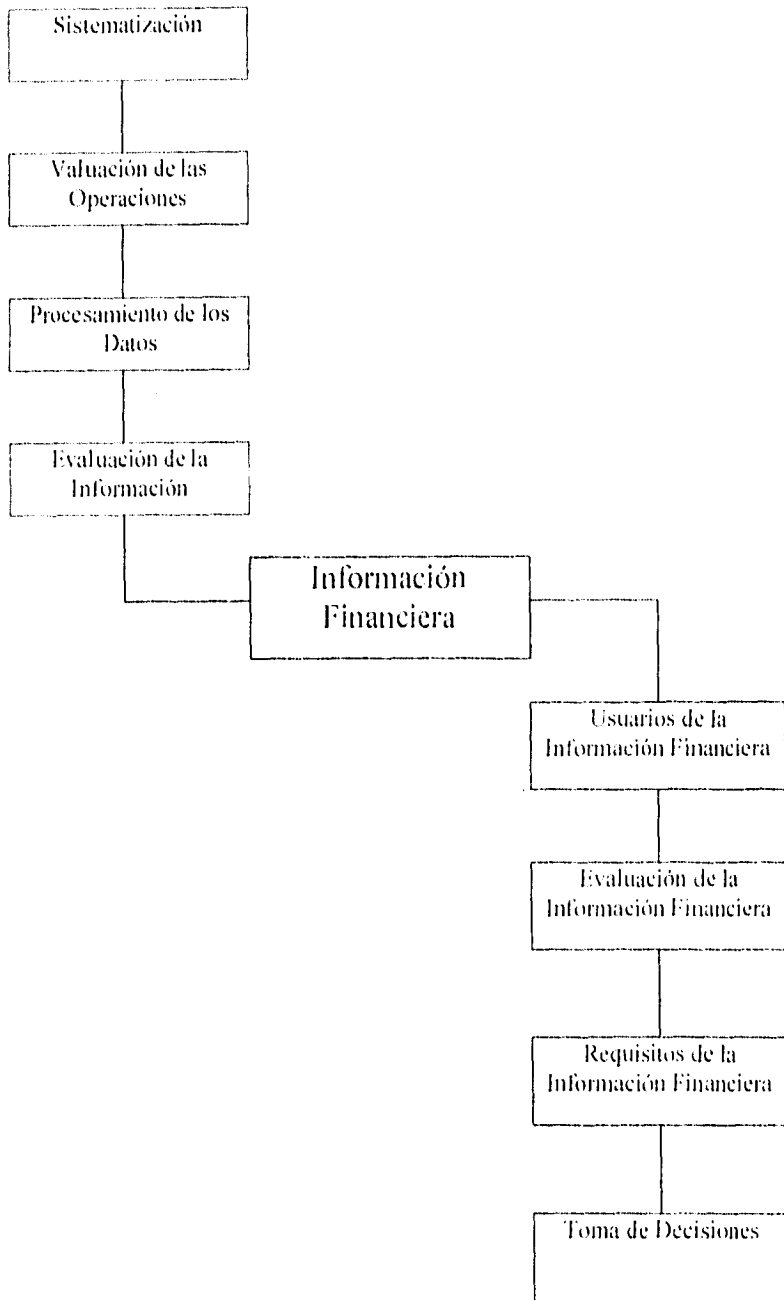 Sistematización
Valuación de las
Operaciones
Procesamiento de los
Datos
Evaluación de la
Información
Información
Financiera
Usuarios de la
Información Financiera
Evaluación de la
Información Financiera
Requisitos de la
Información Financiera
Toma de Decisiones